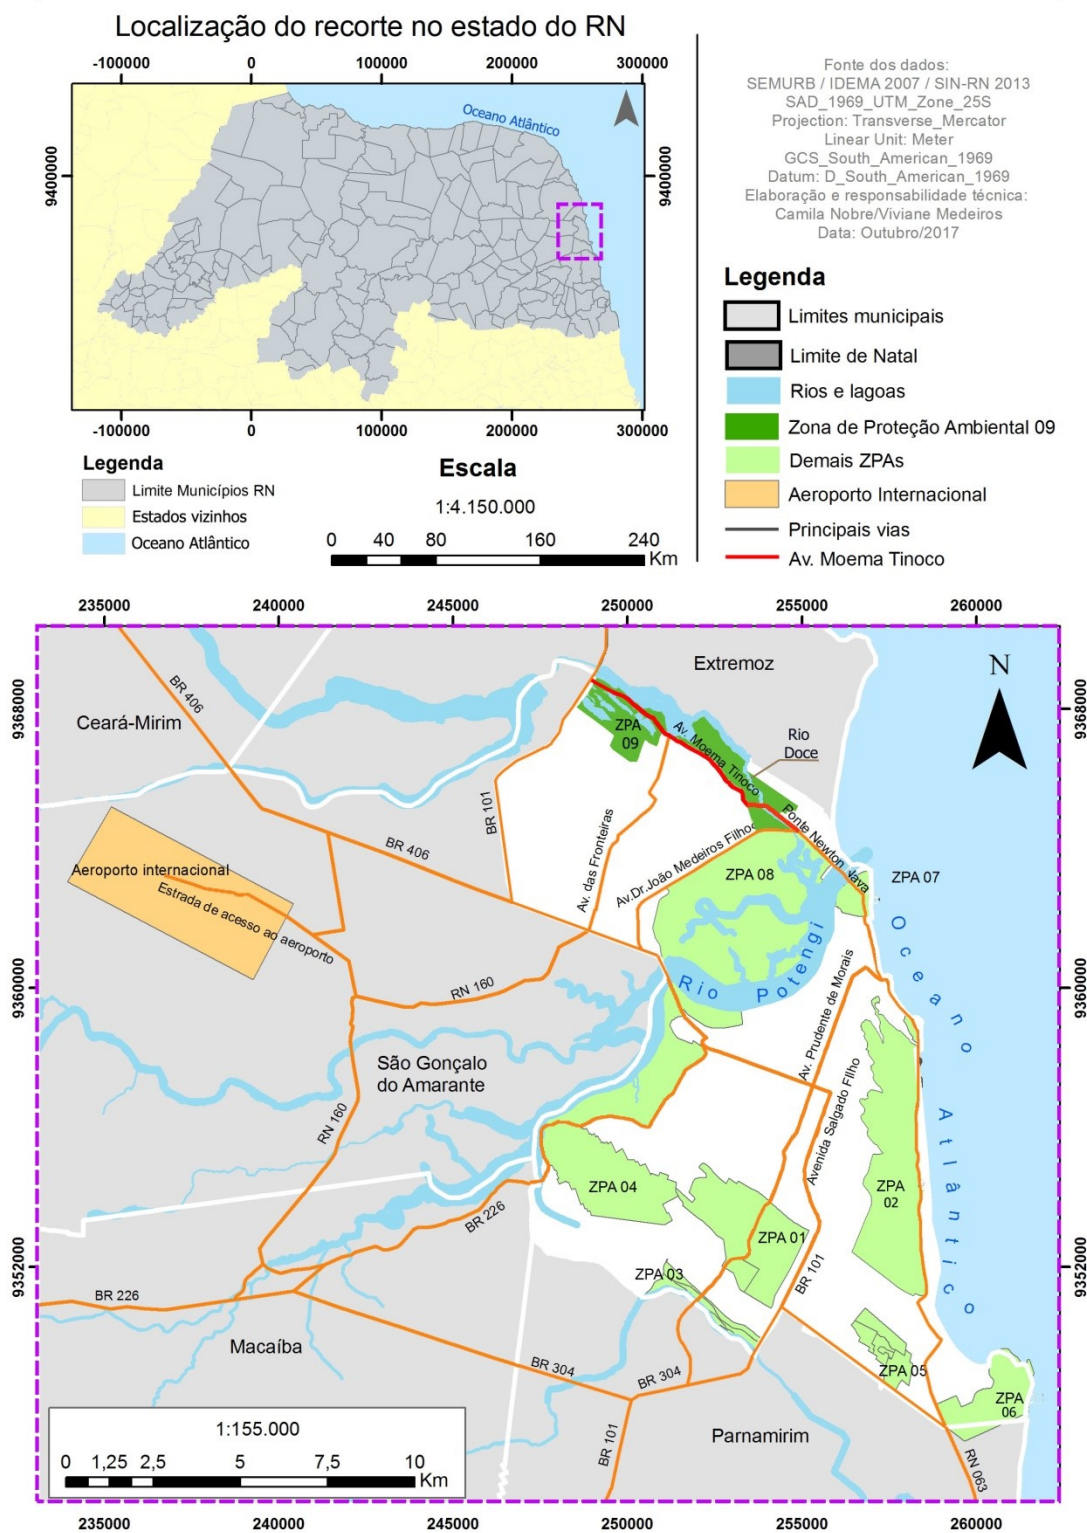 Localização do recorte no estado do RN
-100000
0
100000
200000
300000
Oceano Atlântico
9400000
9400000
-100000
0
100000
200000
300000
Legenda
Limite Municípios RN
Estados vizinhos
Oceano Atlântico
Escala
1:4.150.000
0 40 80 160 240
Km
Fonte dos dados:
SEMURB / IDEMA 2007 / SIN-RN 2013
SAD_1969_UTM_Zone_25S
Projection: Transverse_Mercator
Linear Unit: Meter
GCS_South_American_1969
Datum: D_South_American_1969
Elaboração e responsabilidade técnica:
Camila Nobre/Viviane Medeiros
Data: Outubro/2017
Legenda
Limites municipais
Limite de Natal
Rios e lagoas
Zona de Proteção Ambiental 09
Demais ZPAs
Aeroporto Internacional
Principais vias
Av. Moema Tinoco
235000
240000
245000
250000
255000
260000
9368000
9368000
9360000
9360000
9352000
9352000
N
Extremoz
BR 406
Ceará-Mirim
ZPA
09
Av. Moema Tinoco
Rio
Doce
BR 101
BR 406
Av. das Fronteiras
Av.Dr.João Medeiros Filho
Ponte Newton Nava
ZPA 08
ZPA 07
Aeroporto internacional
Estrada de acesso ao aeroporto
RN 160
Rio Potengi
Oceano Atlântico
São Gonçalo
do Amarante
Av. Prudente de Morais
Avenida Salgado Filho
RN 160
ZPA 04
ZPA
02
BR 226
ZPA 01
ZPA 03
BR 101
BR 226
Macaíba
BR 304
BR 304
ZPA 05
ZPA
06
BR 101
Parnamirim
RN 063
1:155.000
0 1,25 2,5 5 7,5 10
Km
235000
240000
245000
250000
255000
260000